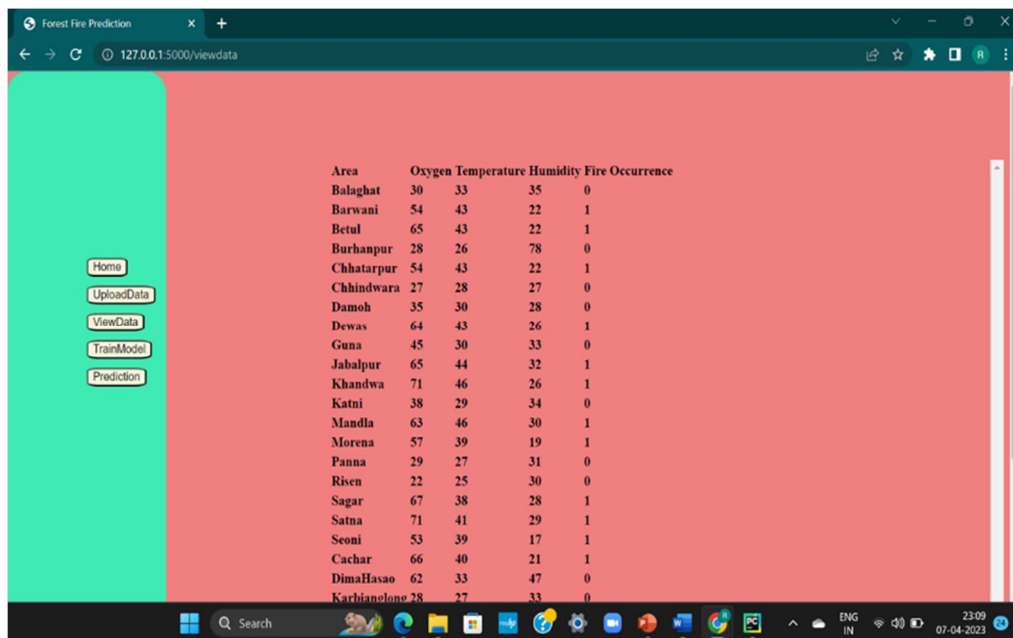 Forest Fire Prediction
127.0.0.1:5000/viewdata
R
Home
UploadData
ViewData
TrainModel
Prediction
Area Oxygen Temperature Humidity Fire Occurrence
Balaghat 30 33 35 0
Barwani 54 43 22 1
Betul 65 43 22 1
Burhanpur 28 26 78 0
Chhatarpur 54 43 22 1
Chhindwara 27 28 27 0
Damoh 35 30 28 0
Dewas 64 43 26 1
Guna 45 30 33 0
Jabalpur 65 44 32 1
Khandwa 71 46 26 1
Katni 38 29 34 0
Mandla 63 46 30 1
Morena 57 39 19 1
Panna 29 27 31 0
Risen 22 25 30 0
Sagar 67 38 28 1
Satna 71 41 29 1
Seoni 53 39 17 1
Cachar 66 40 21 1
DimaHasao 62 33 47 0
Karbianglong 28 27 33 0
Search
PC
ENG
IN
23:09
07-04-2023
24